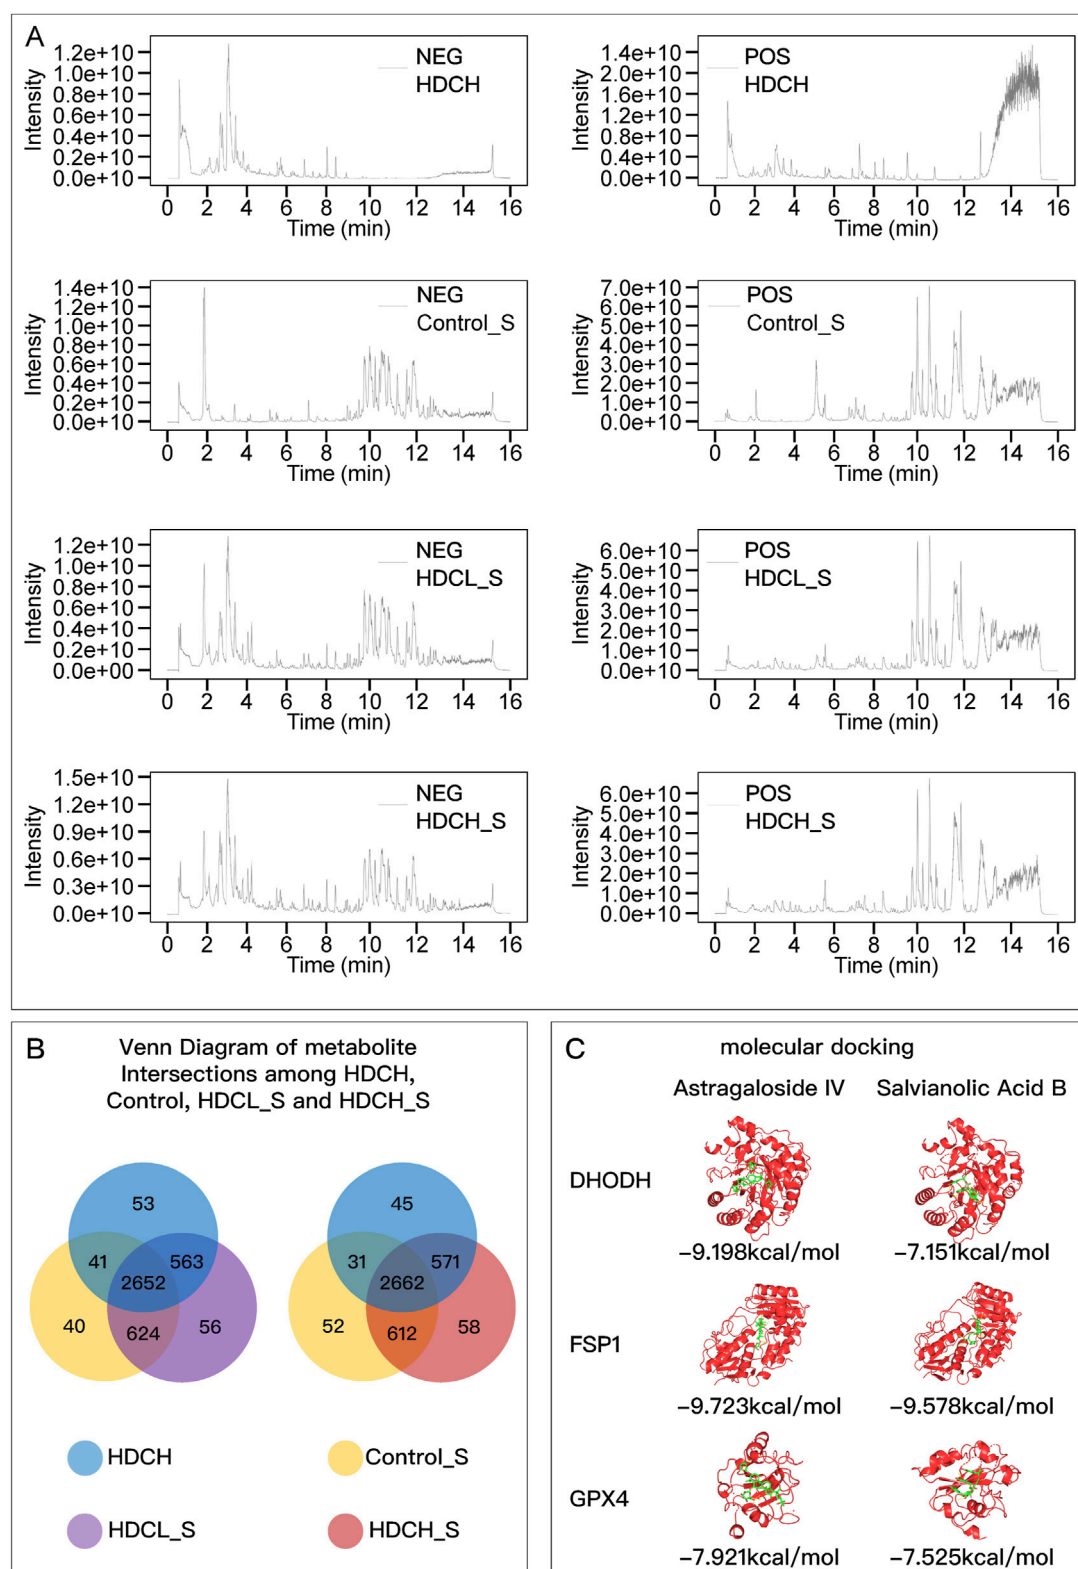 A
1.2e+10
1.0e+10
0.8e+10
0.6e+10
0.4e+10
0.2e+10
0.0e+10
Intensity
NEG
HDCH
0 2 4 6 8 10 12 14 16
Time (min)
1.4e+10
2.0e+10
1.6e+10
1.2e+10
0.8e+10
0.4e+10
0.0e+10
Intensity
POS
HDCH
0 2 4 6 8 10 12 14 16
Time (min)
1.4e+10
1.2e+10
1.0e+10
0.8e+10
0.6e+10
0.4e+10
0.2e+10
0.0e+10
Intensity
NEG
Control_S
0 2 4 6 8 10 12 14 16
Time (min)
7.0e+10
6.0e+10
5.0e+10
4.0e+10
3.0e+10
2.0e+10
1.0e+10
0.0e+10
Intensity
POS
Control_S
0 2 4 6 8 10 12 14 16
Time (min)
1.2e+10
1.0e+10
0.8e+10
0.6e+10
0.4e+10
0.2e+10
0.0e+00
Intensity
NEG
HDCL_S
0 2 4 6 8 10 12 14 16
Time (min)
6.0e+10
5.0e+10
4.0e+10
3.0e+10
2.0e+10
1.0e+10
0.0e+10
Intensity
POS
HDCL_S
0 2 4 6 8 10 12 14 16
Time (min)
1.5e+10
1.2e+10
0.9e+10
0.6e+10
0.3e+10
0.0e+10
Intensity
NEG
HDCH_S
0 2 4 6 8 10 12 14 16
Time (min)
6.0e+10
5.0e+10
4.0e+10
3.0e+10
2.0e+10
1.0e+10
0.0e+10
Intensity
POS
HDCH_S
0 2 4 6 8 10 12 14 16
Time (min)
B
Venn Diagram of metabolite
Intersections among HDCH,
Control, HDCL_S and HDCH_S
53
41
563
2652
40
624
56
45
31
571
2662
52
612
58
HDCH
Control_S
HDCL_S
HDCH_S
C
molecular docking
Astragaloside IV Salvianolic Acid B
DHODH
−9.198kcal/mol −7.151kcal/mol
FSP1
−9.723kcal/mol −9.578kcal/mol
GPX4
−7.921kcal/mol −7.525kcal/mol